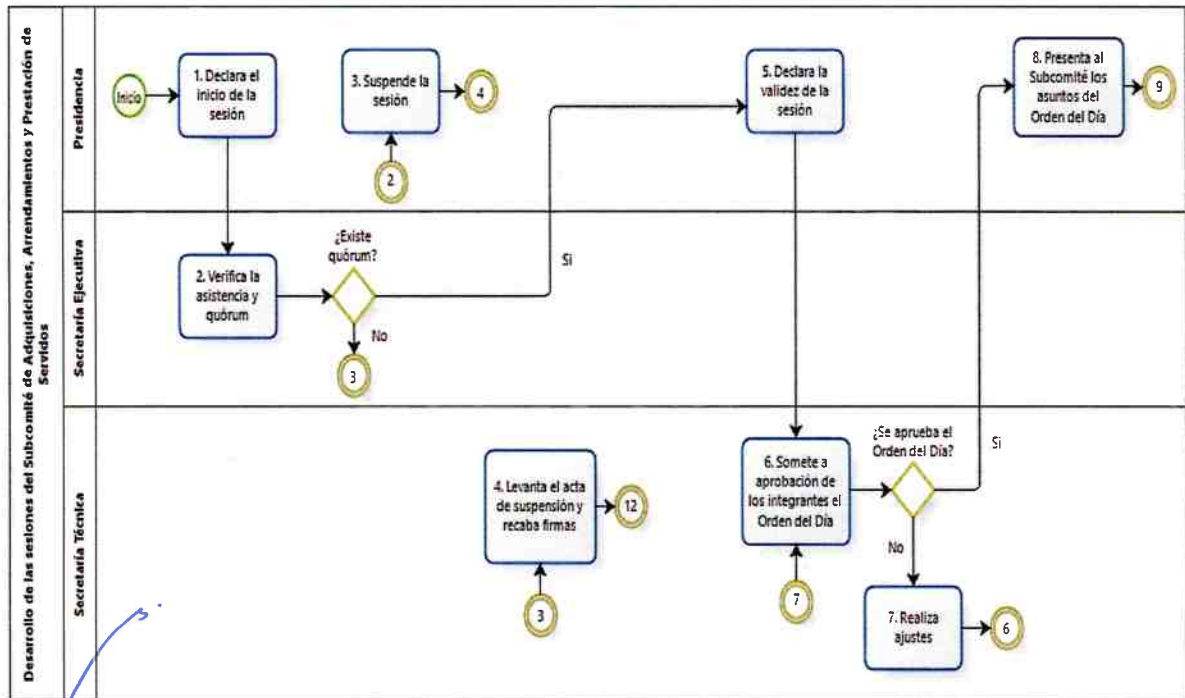 Desarrollo de las sesiones del Subcomité de Adquisiciones, Arrendamientos y Prestación de
Servidos
Presidencia
Inicio
1. Declara el
inicio de la
sesión
3. Suspende la
sesión
4
2
5. Declara la
validez de la
sesión
8. Presenta al
Subcomité los
asuntos del
Orden del Día
9
Secretaría Ejecutiva
2. Verifica la
asistencia y
quórum
¿Existe
quórum?
Si
No
3
Secretaría Técnica
4. Levanta el acta
de suspensión y
recaba firmas
12
3
6. Somete a
aprobación de
los integrantes el
Orden del Día
7
¿Se aprueba el
Orden del Día?
Si
No
7. Realiza
ajustes
6